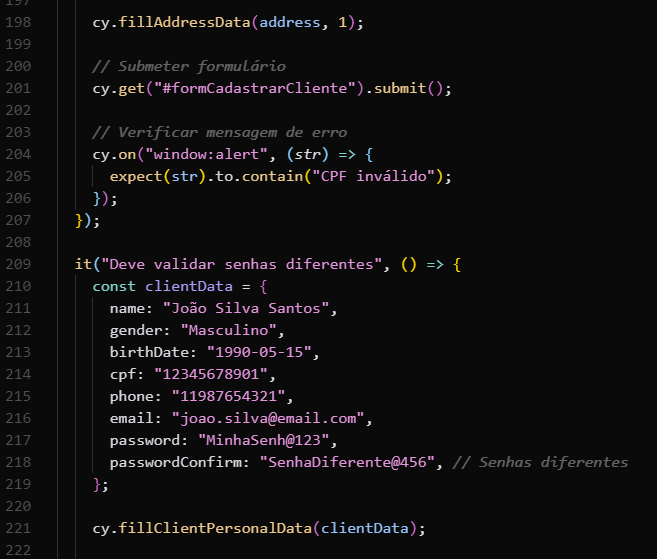 197
198 cy.fillAddressData(address, 1);
199
200 // Submeter formulário
201 cy.get("#formCadastrarCliente").submit();
202
203 // Verificar mensagem de erro
204 cy.on("window:alert", (str) => {
205 expect(str).to.contain("CPF inválido");
206 });
207 });
208
209 it("Deve validar senhas diferentes", () => {
210 const clientData = {
211 name: "João Silva Santos",
212 gender: "Masculino",
213 birthDate: "1990-05-15",
214 cpf: "12345678901",
215 phone: "11987654321",
216 email: "joao.silva@email.com",
217 password: "MinhaSenh@123",
218 passwordConfirm: "SenhaDiferente@456", // Senhas diferentes
219 };
220
221 cy.fillClientPersonalData(clientData);
222